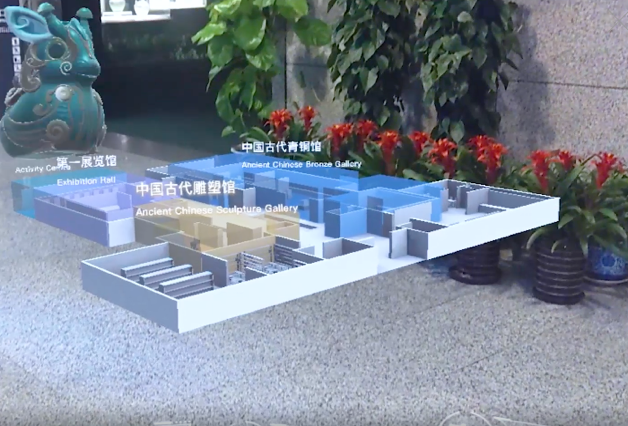 中国古代青铜馆
Ancient Chinese Bronze Gallery
第一展览馆
Activity Centre
Exhibition Hall
中国古代雕塑馆
Ancient Chinese Sculpture Gallery